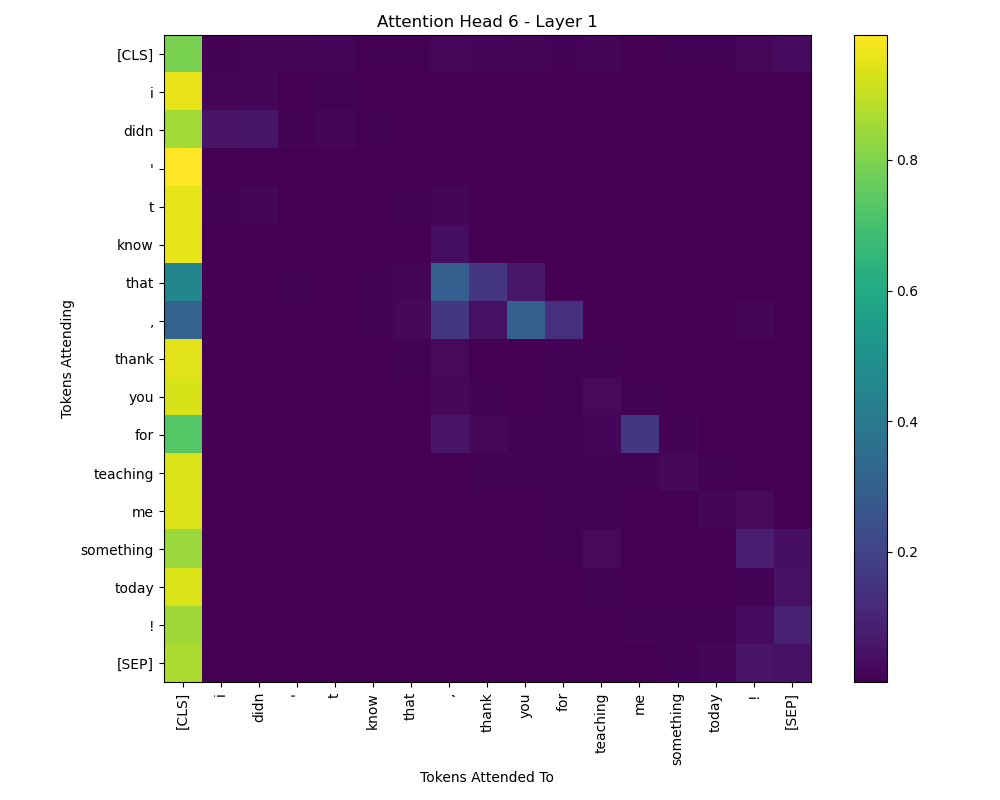 Attention Head 6 - Layer 1
Tokens Attending
[CLS]
i
didn
'
t
know
that
,
thank
you
for
teaching
me
something
today
!
[SEP]
[CLS]
i
didn
'
t
know
that
,
thank
you
for
teaching
me
something
today
!
[SEP]
Tokens Attended To
0.8
0.6
0.4
0.2